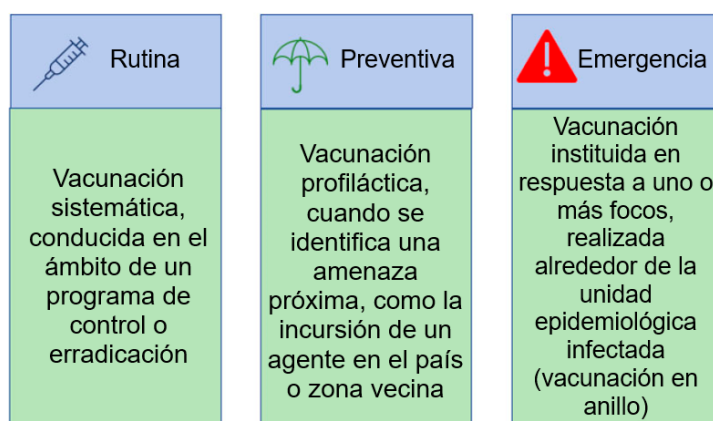 Rutina
Vacunación
sistemática,
conducida en el
ámbito de un
programa de
control o
erradicación
Preventiva
Vacunación
profiláctica,
cuando se
identifica una
amenaza
próxima, como la
incursión de un
agente en el país
o zona vecina
Emergencia
Vacunación
instituida en
respuesta a uno o
más focos,
realizada
alrededor de la
unidad
epidemiológica
infectada
(vacunación en
anillo)